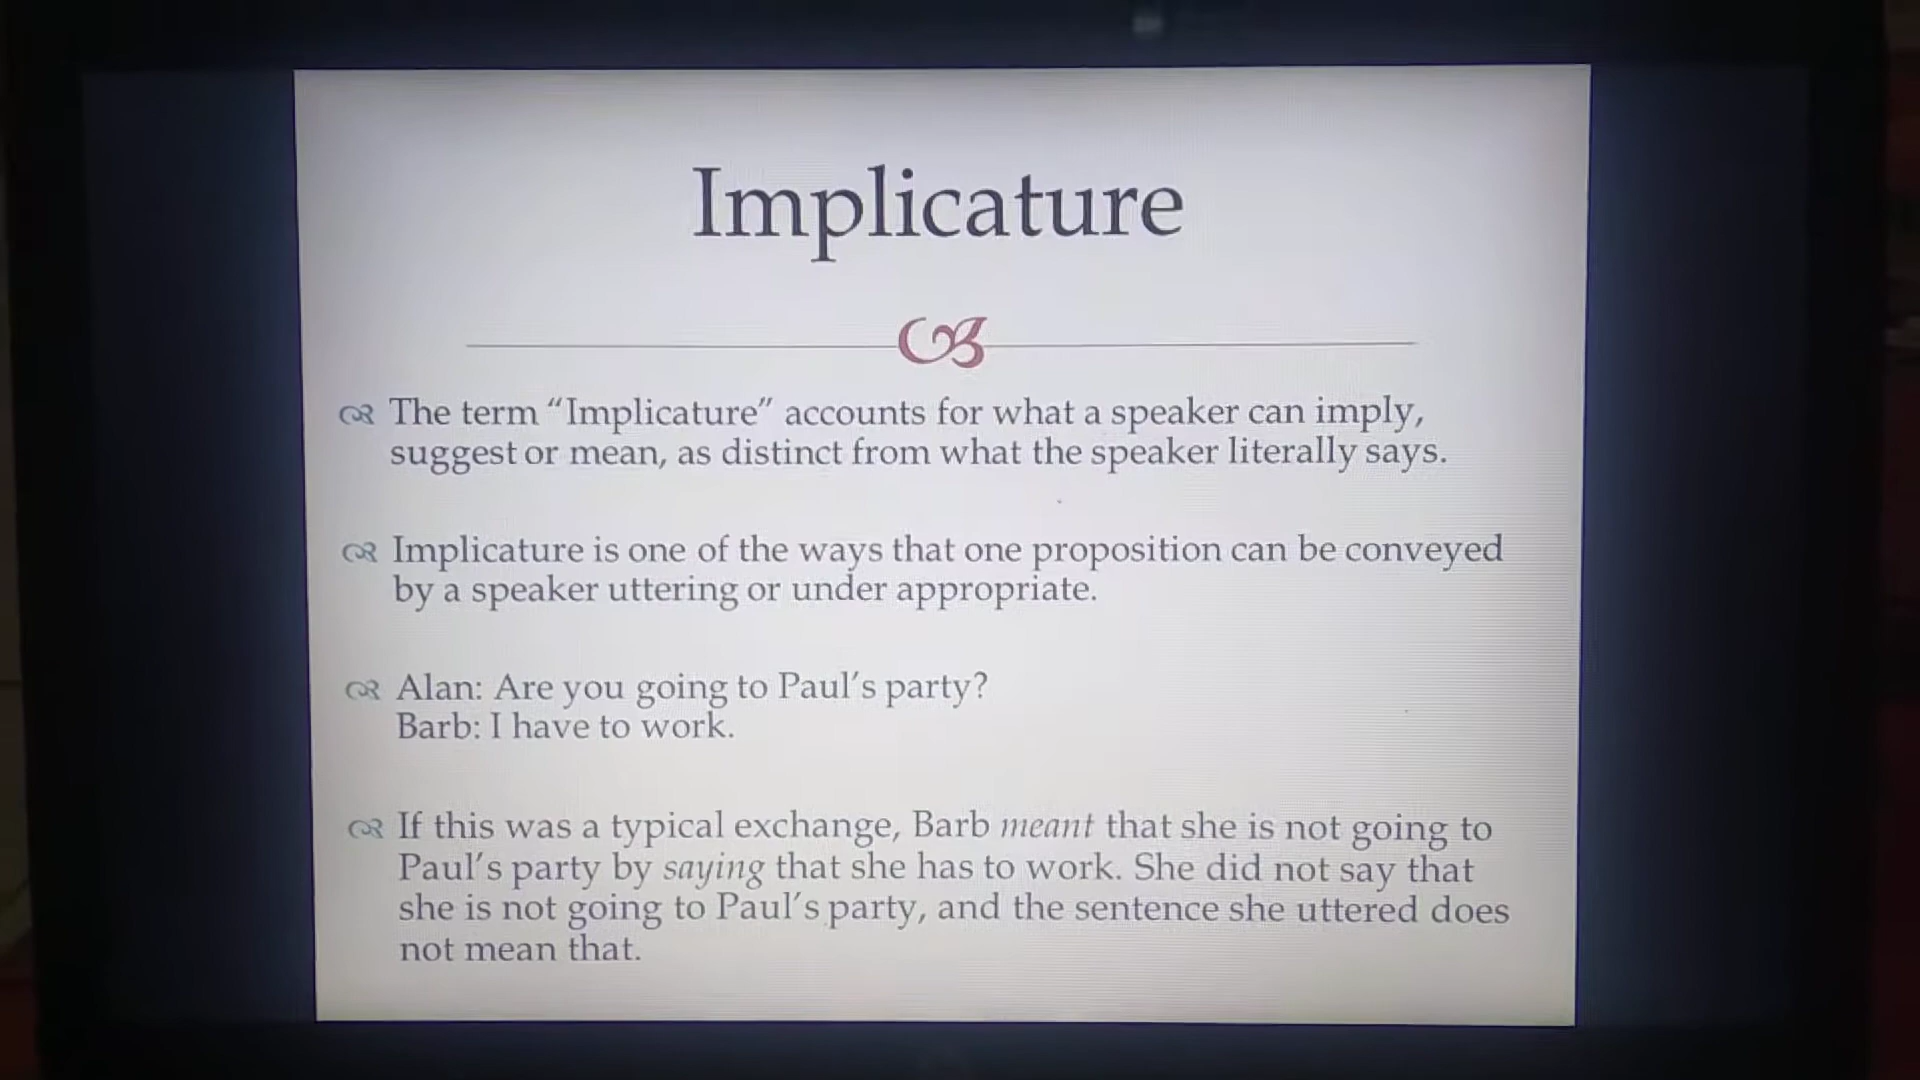 Implicature
The term “Implicature” accounts for what a speaker can imply,
suggest or mean, as distinct from what the speaker literally says.
Implicature is one of the ways that one proposition can be conveyed
by a speaker uttering or under appropriate.
Alan: Are you going to Paul's party?
Barb: I have to work.
If this was a typical exchange, Barb meant that she is not going to
Paul's party by saying that she has to work. She did not say that
she is not going to Paul's party, and the sentence she uttered does
not mean that.